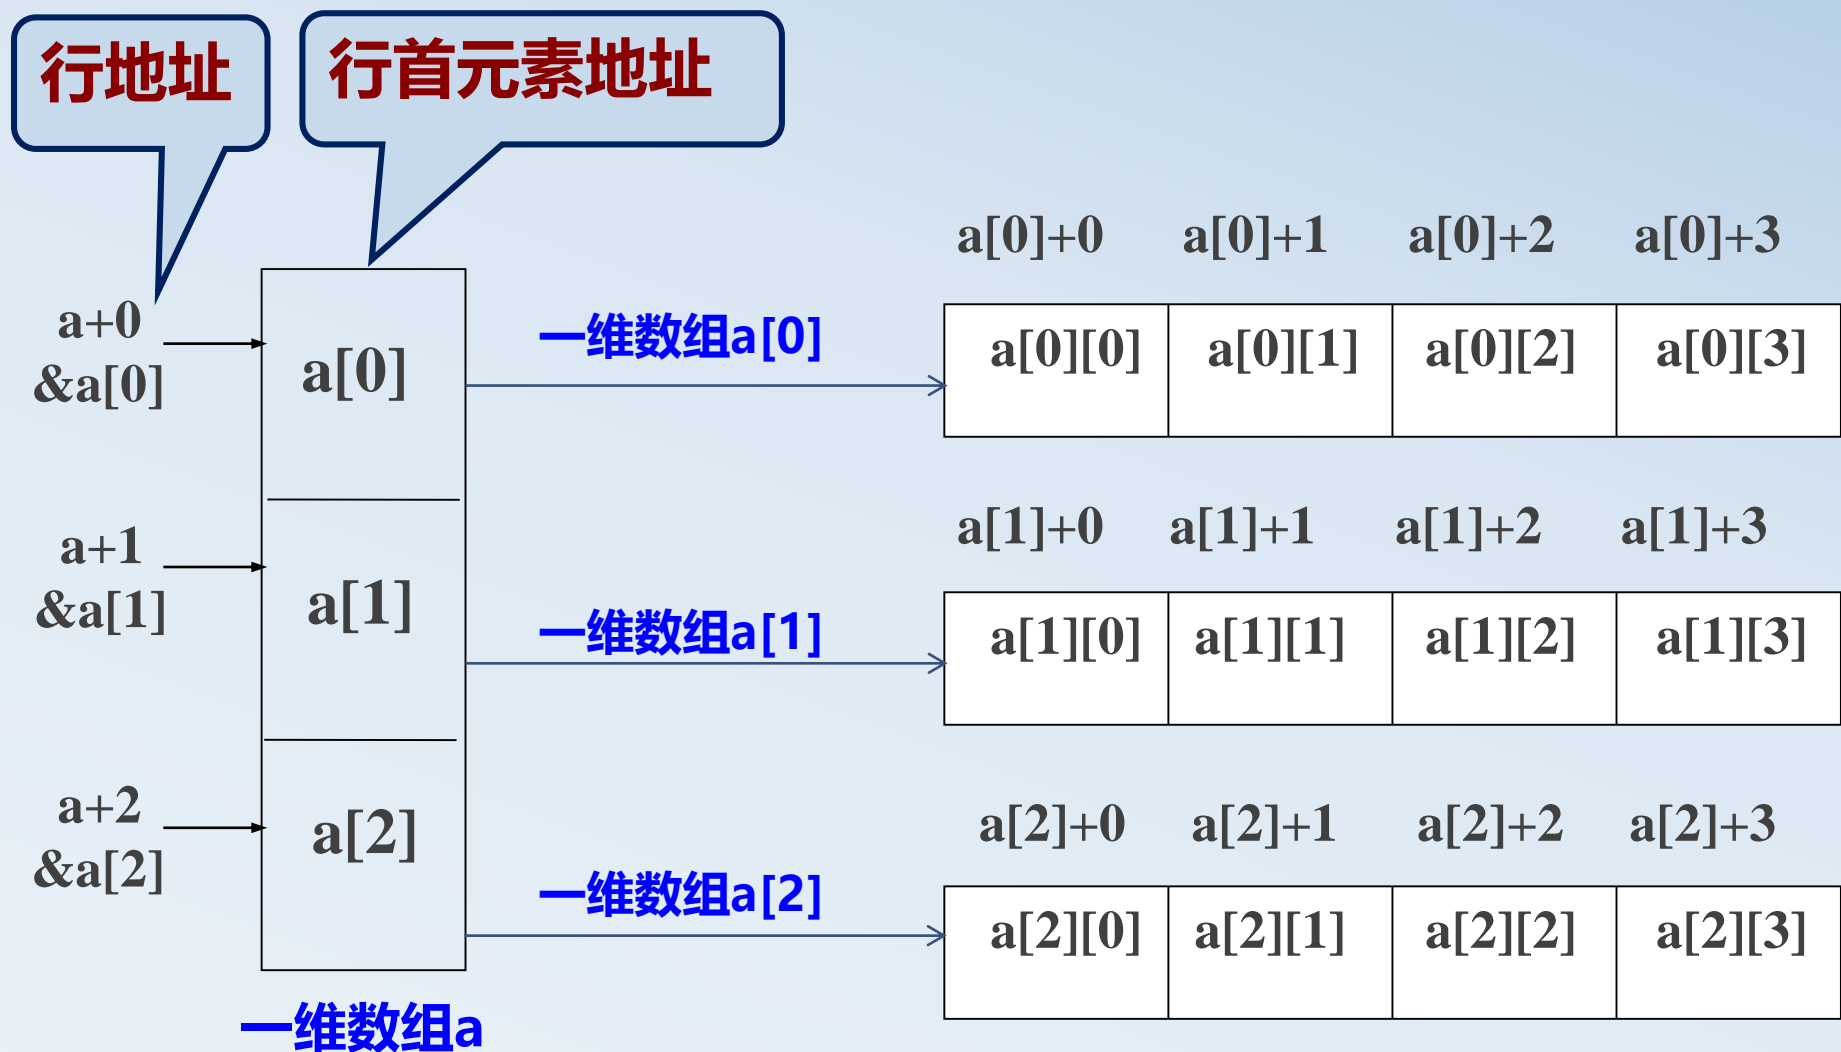 行地址
行首元素地址
a[0]+0 a[0]+1 a[0]+2 a[0]+3
a+0
&a[0]
a[0]
一维数组a[0]
a[0][0] a[0][1] a[0][2] a[0][3]
a[1]+0 a[1]+1 a[1]+2 a[1]+3
a+1
&a[1]
a[1]
一维数组a[1]
a[1][0] a[1][1] a[1][2] a[1][3]
a[2]+0 a[2]+1 a[2]+2 a[2]+3
a+2
&a[2]
a[2]
一维数组a[2]
a[2][0] a[2][1] a[2][2] a[2][3]
一维数组a